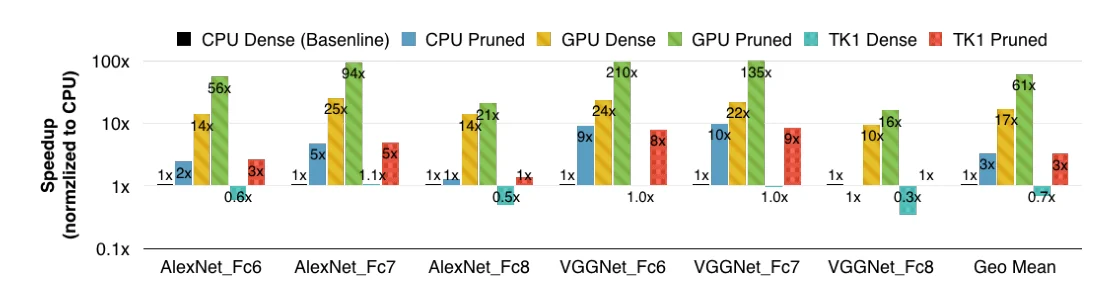 CPU Dense (Basenline) CPU Pruned GPU Dense GPU Pruned TK1 Dense TK1 Pruned
Speedup
(normzlized to CPU)
100x
10x
1x
0.1x
1x 2x 14x 56x 0.6x 3x
1x 5x 25x 94x 1.1x 5x
1x 1x 14x 21x 0.5x 1x
1x 9x 24x 210x 1.0x 8x
1x 10x 22x 135x 1.0x 9x
1x 1x 10x 16x 0.3x 1x
1x 3x 17x 61x 0.7x 3x
AlexNet_Fc6 AlexNet_Fc7 AlexNet_Fc8 VGGNet_Fc6 VGGNet_Fc7 VGGNet_Fc8 Geo Mean